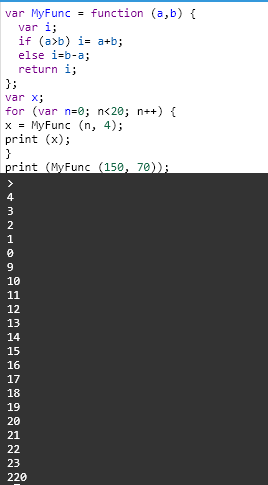 var MyFunc = function (a,b) {
var i;
if (a>b) i= a+b;
else i=b-a;
return i;
};
var x;
for (var n=0; n<20; n++) {
x = MyFunc (n, 4);
print (x);
}
print (MyFunc (150, 70));
>
4
3
2
1
0
9
10
11
12
13
14
15
16
17
18
19
20
21
22
23
220